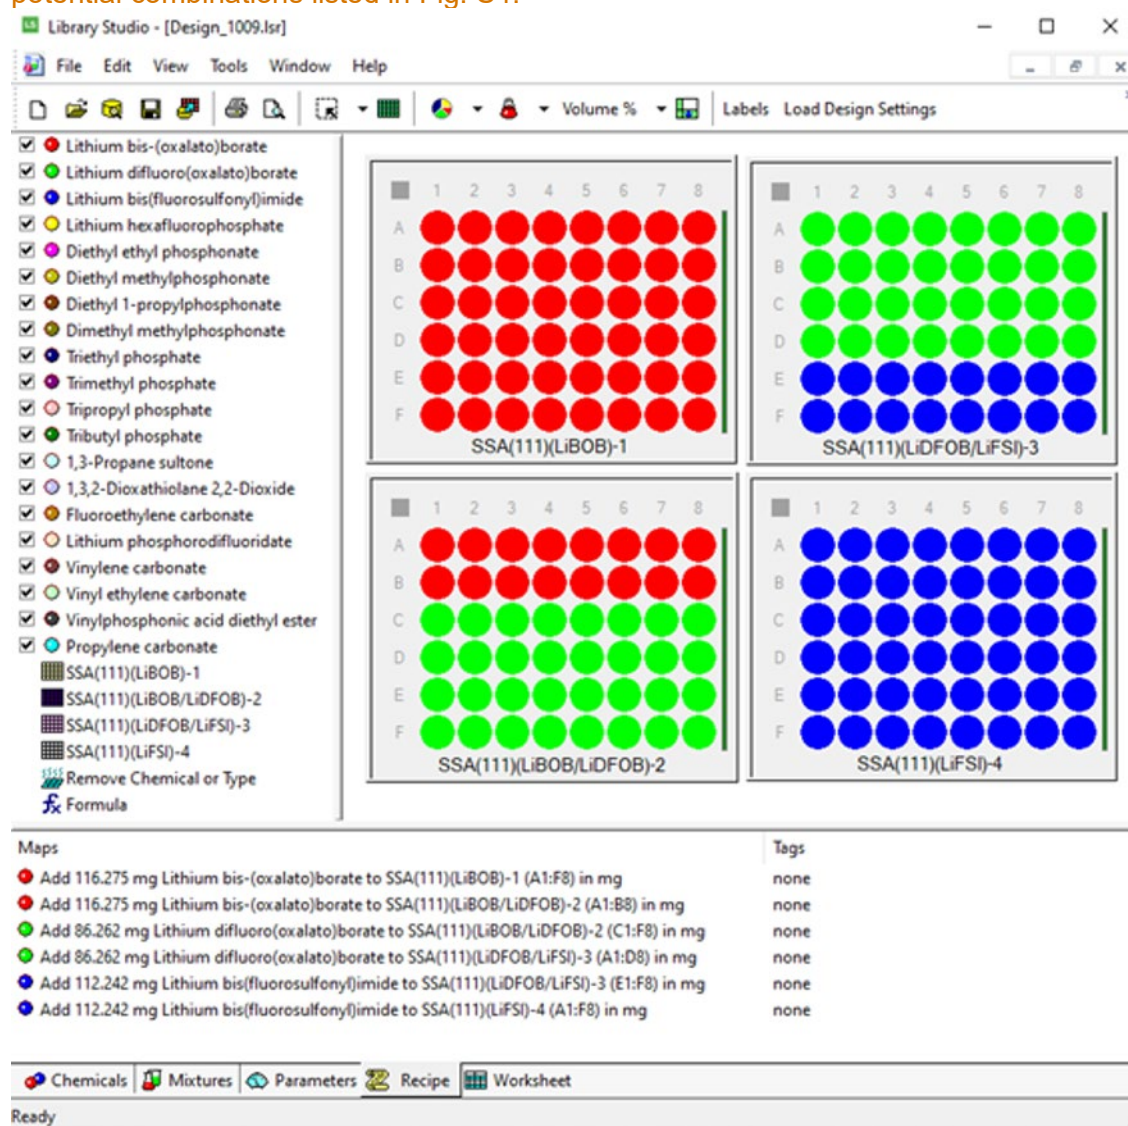 potential combinations listed in Fig. S4.
LS Library Studio - [Design_1009.lsr]
File Edit View Tools Window Help
Volume % Labels Load Design Settings
Lithium bis-(oxalato)borate
Lithium difluoro(oxalato)borate
Lithium bis(fluorosulfonyl)imide
Lithium hexafluorophosphate
Diethyl ethyl phosphonate
Diethyl methylphosphonate
Diethyl 1-propylphosphonate
Dimethyl methylphosphonate
Triethyl phosphate
Trimethyl phosphate
Tripropyl phosphate
Tributyl phosphate
1,3-Propane sultone
1,3,2-Dioxathiolane 2,2-Dioxide
Fluoroethylene carbonate
Lithium phosphorodifluoridate
Vinylene carbonate
Vinyl ethylene carbonate
Vinylphosphonic acid diethyl ester
Propylene carbonate
SSA(111)(LiBOB)-1
SSA(111)(LiBOB/LiDFOB)-2
SSA(111)(LiDFOB/LiFSI)-3
SSA(111)(LiFSI)-4
Remove Chemical or Type
fx Formula
1 2 3 4 5 6 7 8
A
B
C
D
E
F
SSA(111)(LiBOB)-1
1 2 3 4 5 6 7 8
A
B
C
D
E
F
SSA(111)(LiDFOB/LiFSI)-3
1 2 3 4 5 6 7 8
A
B
C
D
E
F
SSA(111)(LiBOB/LiDFOB)-2
1 2 3 4 5 6 7 8
A
B
C
D
E
F
SSA(111)(LiFSI)-4
Maps Tags
Add 116.275 mg Lithium bis-(oxalato)borate to SSA(111)(LiBOB)-1 (A1:F8) in mg none
Add 116.275 mg Lithium bis-(oxalato)borate to SSA(111)(LiBOB/LiDFOB)-2 (A1:B8) in mg none
Add 86.262 mg Lithium difluoro(oxalato)borate to SSA(111)(LiBOB/LiDFOB)-2 (C1:F8) in mg none
Add 86.262 mg Lithium difluoro(oxalato)borate to SSA(111)(LiDFOB/LiFSI)-3 (A1:D8) in mg none
Add 112.242 mg Lithium bis(fluorosulfonyl)imide to SSA(111)(LiDFOB/LiFSI)-3 (E1:F8) in mg none
Add 112.242 mg Lithium bis(fluorosulfonyl)imide to SSA(111)(LiFSI)-4 (A1:F8) in mg none
Chemicals Mixtures Parameters Recipe Worksheet
Ready